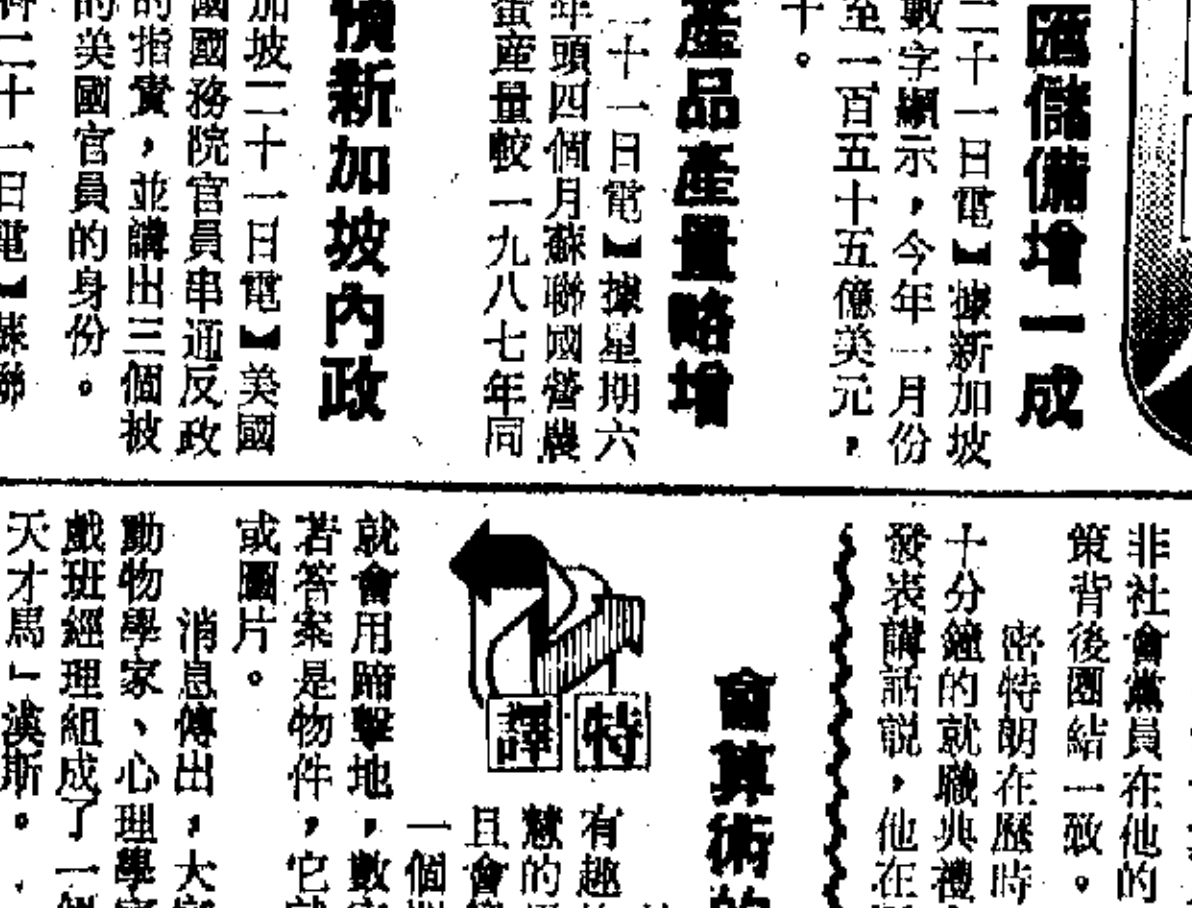 匯儲備增一成
二十一日電】據新加坡
數字顯示，今年一月份
至一百五十五億美元，
十。
產品產量略增
二十一日電】據星期六
年頭四個月蘇聯國營農
蛋產量較一九八七年同
預新加坡內政
加坡二十一日電】美國
國國務院官員串通反政
的指責，並講出三個被
的美國官員的身份。
科二十一日電】蘇聯
非社會黨員在他的
策背後團結一致。
密特朗在歷時
十分鐘的就職典禮
發表講話說，他在
會算術的
特譯
有趣
慧的
且會
一個
就會用蹄擊地，數
若答案是物件，它就
或圖片。
消息傳出，大
動物學家、心理學家
戲班經理組成了一個
天才馬」漢斯。